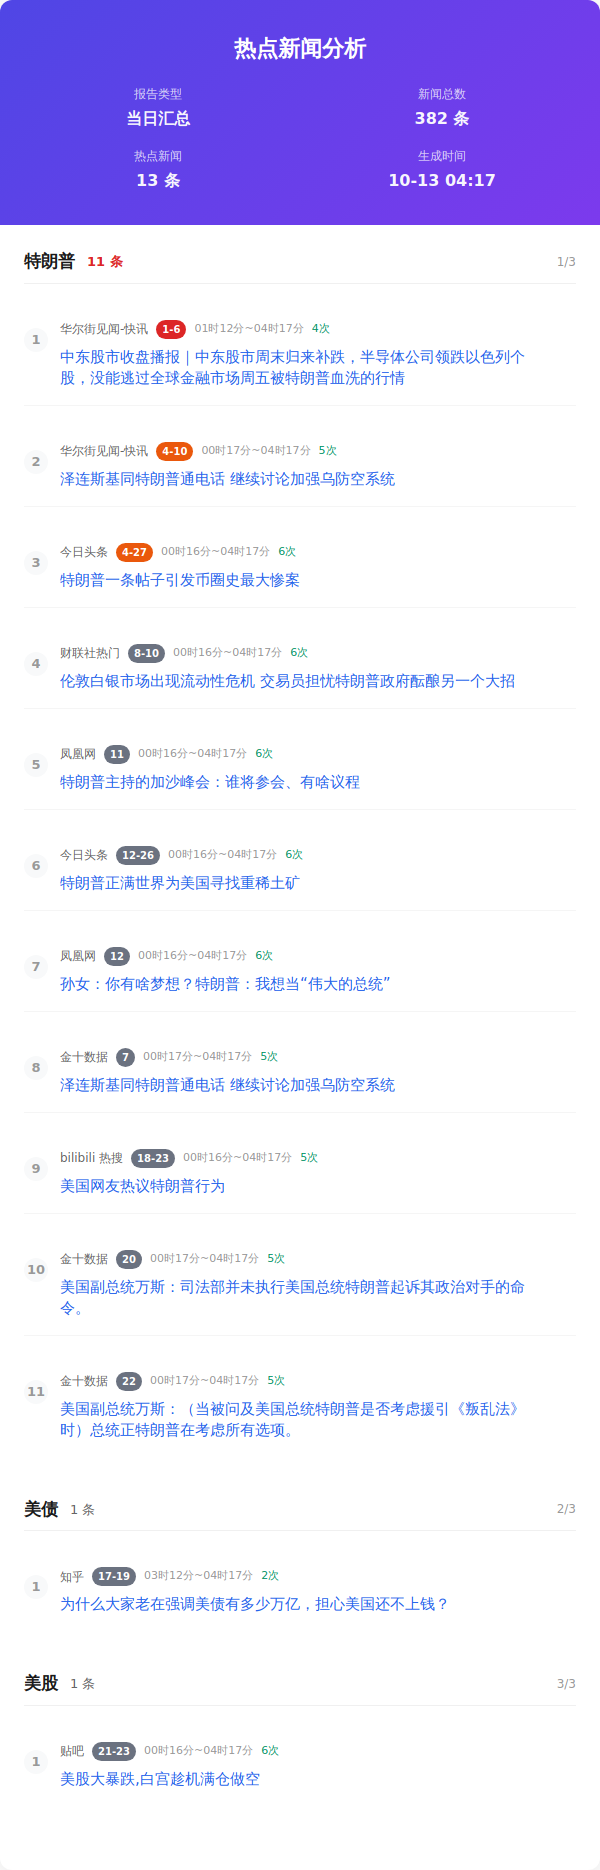 热点新闻分析
报告类型
当日汇总
新闻总数
382 条
热点新闻
13 条
生成时间
10-13 04:17
特朗普 11 条 1/3
1
华尔街见闻-快讯 1-6 01时12分~04时17分 4次
中东股市收盘播报｜中东股市周末归来补跌，半导体公司领跌以色列个
股，没能逃过全球金融市场周五被特朗普血洗的行情
2
华尔街见闻-快讯 4-10 00时17分~04时17分 5次
泽连斯基同特朗普通电话 继续讨论加强乌防空系统
3
今日头条 4-27 00时16分~04时17分 6次
特朗普一条帖子引发币圈史最大惨案
4
财联社热门 8-10 00时16分~04时17分 6次
伦敦白银市场出现流动性危机 交易员担忧特朗普政府酝酿另一个大招
5
凤凰网 11 00时16分~04时17分 6次
特朗普主持的加沙峰会：谁将参会、有啥议程
6
今日头条 12-26 00时16分~04时17分 6次
特朗普正满世界为美国寻找重稀土矿
7
凤凰网 12 00时16分~04时17分 6次
孙女：你有啥梦想？特朗普：我想当“伟大的总统”
8
金十数据 7 00时17分~04时17分 5次
泽连斯基同特朗普通电话 继续讨论加强乌防空系统
9
bilibili 热搜 18-23 00时16分~04时17分 5次
美国网友热议特朗普行为
10
金十数据 20 00时17分~04时17分 5次
美国副总统万斯：司法部并未执行美国总统特朗普起诉其政治对手的命
令。
11
金十数据 22 00时17分~04时17分 5次
美国副总统万斯：（当被问及美国总统特朗普是否考虑援引《叛乱法》
时）总统正特朗普在考虑所有选项。
美债 1 条 2/3
1
知乎 17-19 03时12分~04时17分 2次
为什么大家老在强调美债有多少万亿，担心美国还不上钱？
美股 1 条 3/3
1
贴吧 21-23 00时16分~04时17分 6次
美股大暴跌,白宫趁机满仓做空